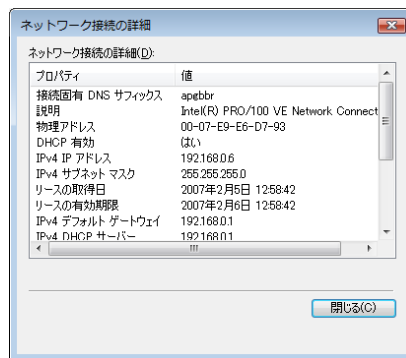 ネットワーク接続の詳細
ネットワーク接続の詳細(D):
プロパティ 値
接続固有 DNS サフィックス apgbbr
説明 Intel(R) PRO/100 VE Network Connect
物理アドレス 00-07-E9-E6-D7-93
DHCP 有効 はい
IPv4 IP アドレス 192.168.0.6
IPv4 サブネット マスク 255.255.255.0
リースの取得日 2007年2月5日 12:58:42
リースの有効期限 2007年2月6日 12:58:42
IPv4 デフォルト ゲートウェイ 192.168.0.1
IPv4 DHCP サーバー 192.168.0.1
閉じる(C)